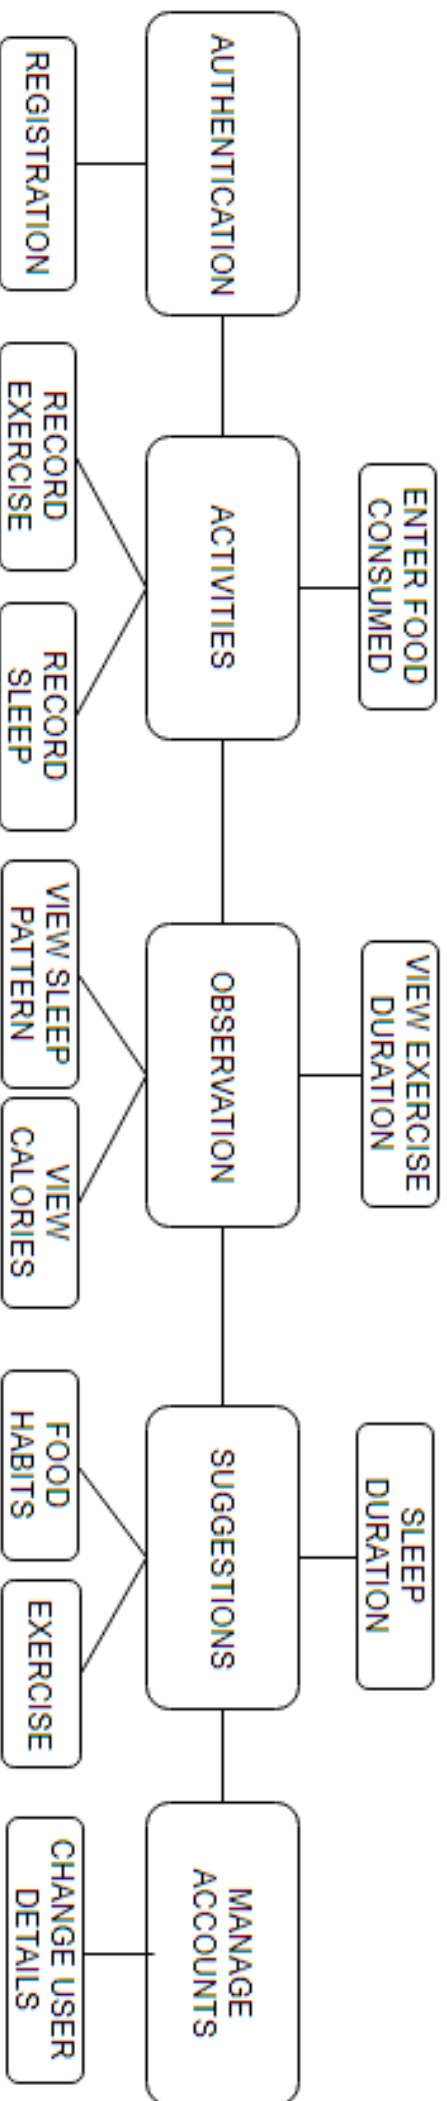 ENTER FOOD
CONSUMED
VIEW EXERCISE
DURATION
SLEEP
DURATION
AUTHENTICATION
ACTIVITIES
OBSERVATION
SUGGESTIONS
MANAGE
ACCOUNTS
REGISTRATION
RECORD
EXERCISE
RECORD
SLEEP
VIEW SLEEP
PATTERN
VIEW
CALORIES
FOOD
HABITS
EXERCISE
CHANGE USER
DETAILS